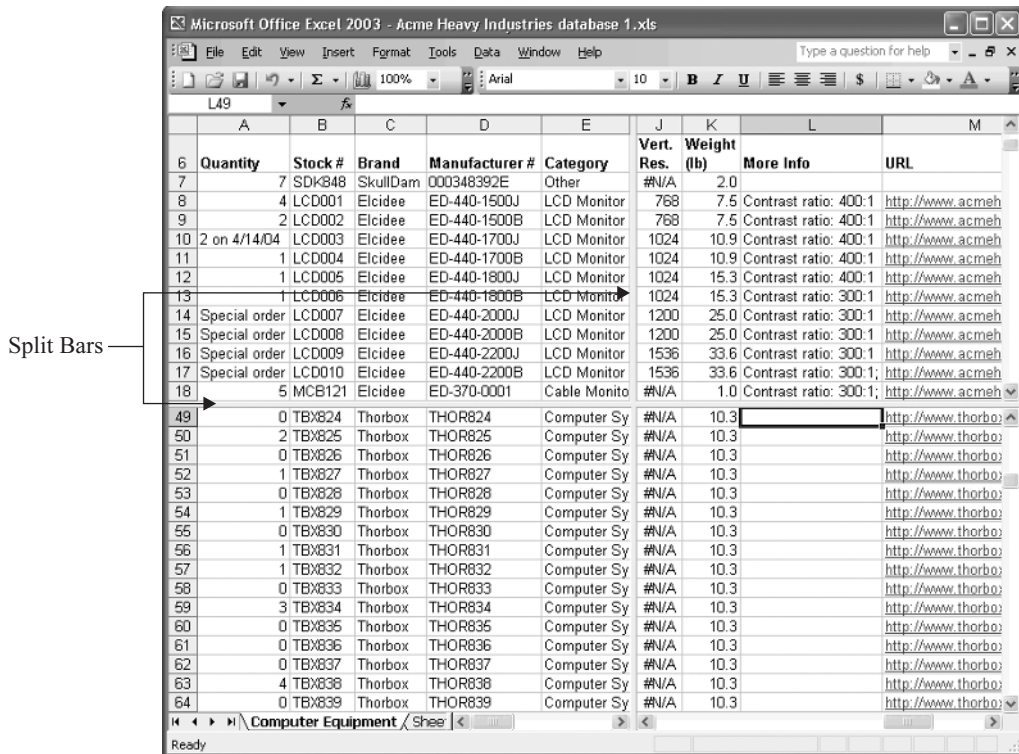 Microsoft Office Excel 2003 - Acme Heavy Industries database 1.xls
File Edit View Insert Format Tools Data Window Help Type a question for help
100% Arial 10 B I U $ A
L49 fx
A B C D E J K L M
6 Quantity Stock # Brand Manufacturer # Category Vert. Res. Weight (lb) More Info URL
7 7 SDK848 SkullDam 000348392E Other #N/A 2.0
8 4 LCD001 Elcidee ED-440-1500J LCD Monitor 768 7.5 Contrast ratio: 400:1 http://www.acmeh
9 2 LCD002 Elcidee ED-440-1500B LCD Monitor 768 7.5 Contrast ratio: 400:1 http://www.acmeh
10 2 on 4/14/04 LCD003 Elcidee ED-440-1700J LCD Monitor 1024 10.9 Contrast ratio: 400:1 http://www.acmeh
11 1 LCD004 Elcidee ED-440-1700B LCD Monitor 1024 10.9 Contrast ratio: 400:1 http://www.acmeh
12 1 LCD005 Elcidee ED-440-1800J LCD Monitor 1024 15.3 Contrast ratio: 400:1 http://www.acmeh
13 1 LCD006 Elcidee ED-440-1800B LCD Monitor 1024 15.3 Contrast ratio: 300:1 http://www.acmeh
14 Special order LCD007 Elcidee ED-440-2000J LCD Monitor 1200 25.0 Contrast ratio: 300:1 http://www.acmeh
15 Special order LCD008 Elcidee ED-440-2000B LCD Monitor 1200 25.0 Contrast ratio: 300:1 http://www.acmeh
Split Bars
16 Special order LCD009 Elcidee ED-440-2200J LCD Monitor 1536 33.6 Contrast ratio: 300:1 http://www.acmeh
17 Special order LCD010 Elcidee ED-440-2200B LCD Monitor 1536 33.6 Contrast ratio: 300:1; http://www.acmeh
18 5 MCB121 Elcidee ED-370-0001 Cable Monito #N/A 1.0 Contrast ratio: 300:1; http://www.acmeh
49 0 TBX824 Thorbox THOR824 Computer Sy #N/A 10.3 http://www.thorbox
50 2 TBX825 Thorbox THOR825 Computer Sy #N/A 10.3 http://www.thorbox
51 0 TBX826 Thorbox THOR826 Computer Sy #N/A 10.3 http://www.thorbox
52 1 TBX827 Thorbox THOR827 Computer Sy #N/A 10.3 http://www.thorbox
53 0 TBX828 Thorbox THOR828 Computer Sy #N/A 10.3 http://www.thorbox
54 1 TBX829 Thorbox THOR829 Computer Sy #N/A 10.3 http://www.thorbox
55 0 TBX830 Thorbox THOR830 Computer Sy #N/A 10.3 http://www.thorbox
56 1 TBX831 Thorbox THOR831 Computer Sy #N/A 10.3 http://www.thorbox
57 1 TBX832 Thorbox THOR832 Computer Sy #N/A 10.3 http://www.thorbox
58 0 TBX833 Thorbox THOR833 Computer Sy #N/A 10.3 http://www.thorbox
59 3 TBX834 Thorbox THOR834 Computer Sy #N/A 10.3 http://www.thorbox
60 0 TBX835 Thorbox THOR835 Computer Sy #N/A 10.3 http://www.thorbox
61 0 TBX836 Thorbox THOR836 Computer Sy #N/A 10.3 http://www.thorbox
62 0 TBX837 Thorbox THOR837 Computer Sy #N/A 10.3 http://www.thorbox
63 4 TBX838 Thorbox THOR838 Computer Sy #N/A 10.3 http://www.thorbox
64 0 TBX839 Thorbox THOR839 Computer Sy #N/A 10.3 http://www.thorbox
Computer Equipment Shee
Ready